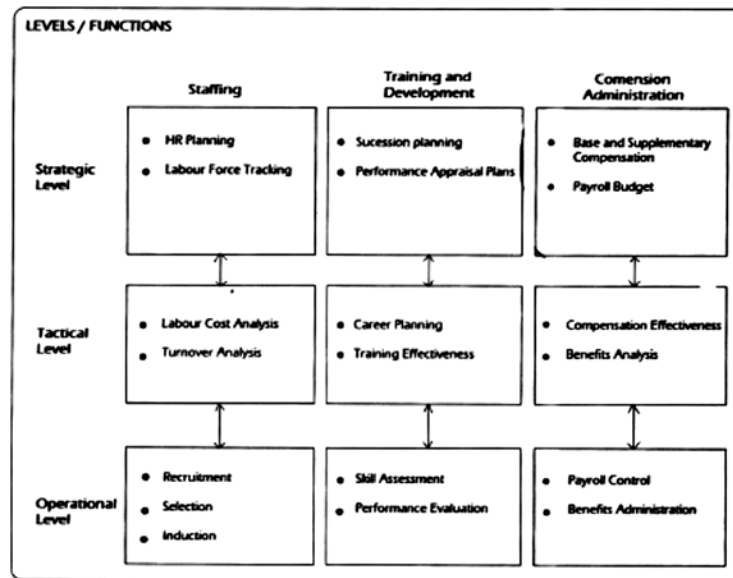 LEVELS / FUNCTIONS
Staffing
Training and
Development
Comension
Administration
Strategic
Level
HR Planning
Labour Force Tracking
Sucession planning
Performance Appraisal Plans
Base and Supplementary
Compensation
Payroll Budget
Tactical
Level
Labour Cost Analysis
Turnover Analysis
Career Planning
Training Effectiveness
Compensation Effectiveness
Benefits Analysis
Operational
Level
Recruitment
Selection
Induction
Skill Assessment
Performance Evaluation
Payroll Control
Benefits Administration